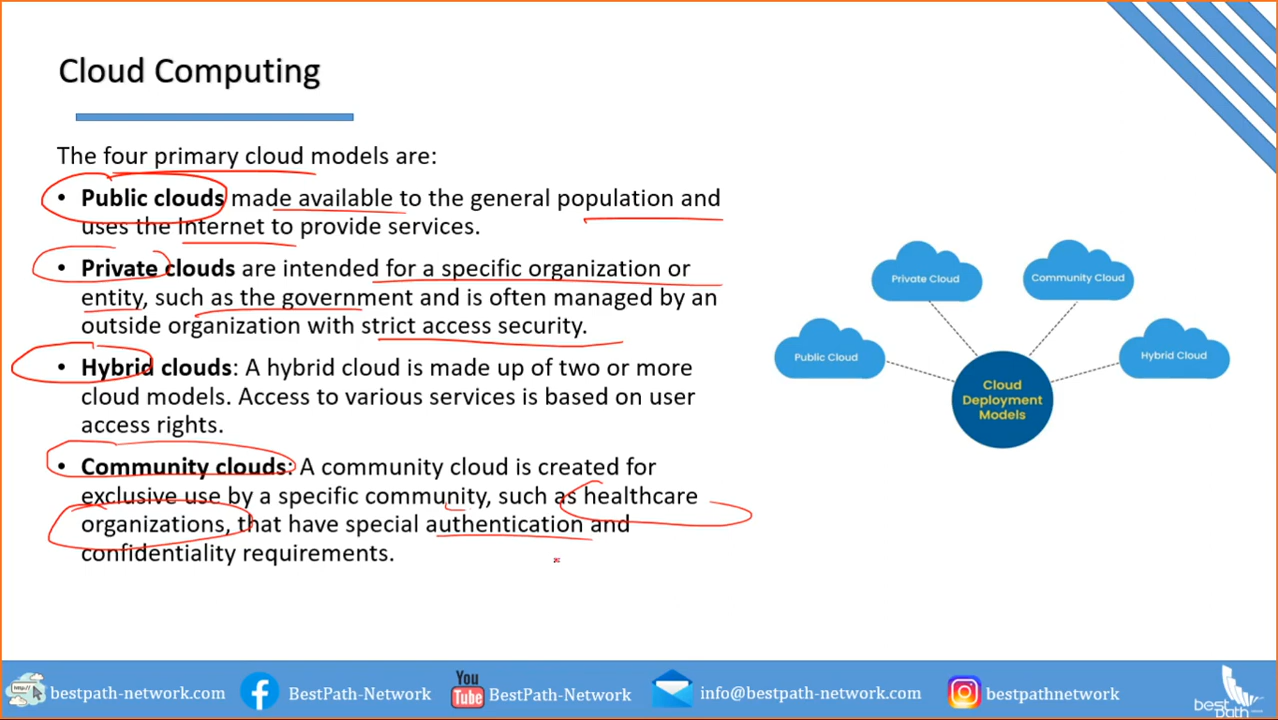 Cloud Computing
The four primary cloud models are:
• Public clouds made available to the general population and
uses the Internet to provide services.
• Private clouds are intended for a specific organization or
entity, such as the government and is often managed by an
outside organization with strict access security.
• Hybrid clouds: A hybrid cloud is made up of two or more
cloud models. Access to various services is based on user
access rights.
• Community clouds: A community cloud is created for
exclusive use by a specific community, such as healthcare
organizations, that have special authentication and
confidentiality requirements.
Private Cloud
Community Cloud
Public Cloud
Hybrid Cloud
Cloud
Deployment
Models
http://
bestpath-network.com
BestPath-Network
You
Tube
BestPath-Network
info@bestpath-network.com
bestpathnetwork
best
path